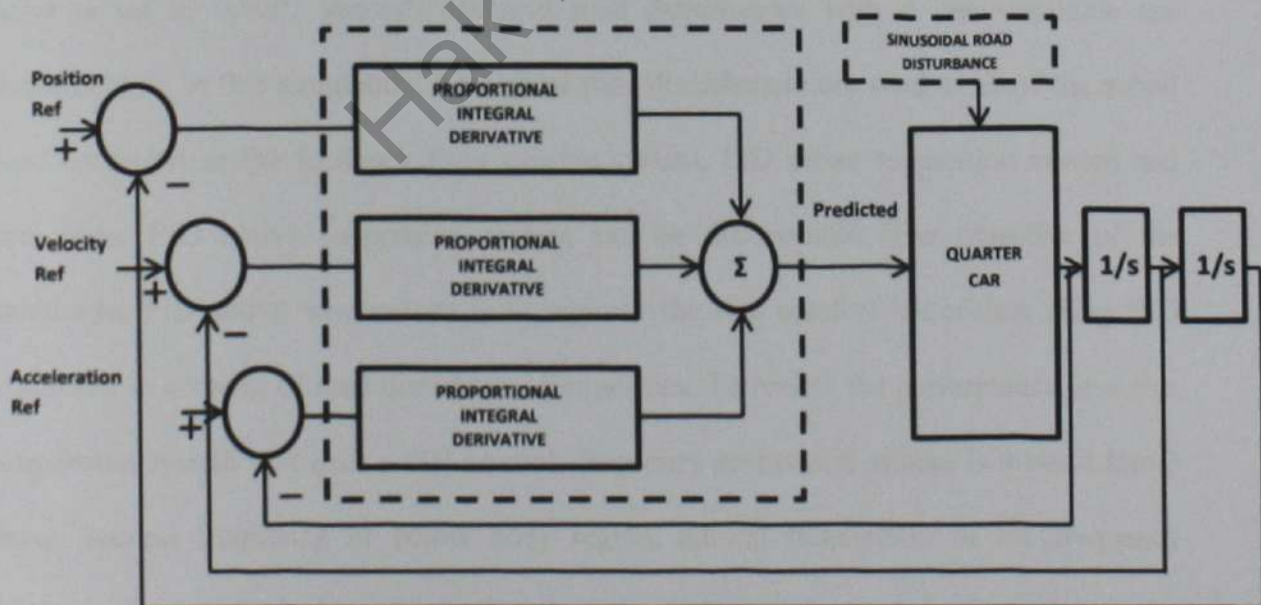 SINUSOIDAL ROAD
DISTURBANCE
Position
Ref
+
−
PROPORTIONAL
INTEGRAL
DERIVATIVE
Velocity
Ref
+
−
PROPORTIONAL
INTEGRAL
DERIVATIVE
Σ
Predicted
QUARTER
CAR
1/s
1/s
Acceleration
Ref
+
−
PROPORTIONAL
INTEGRAL
DERIVATIVE
Hak